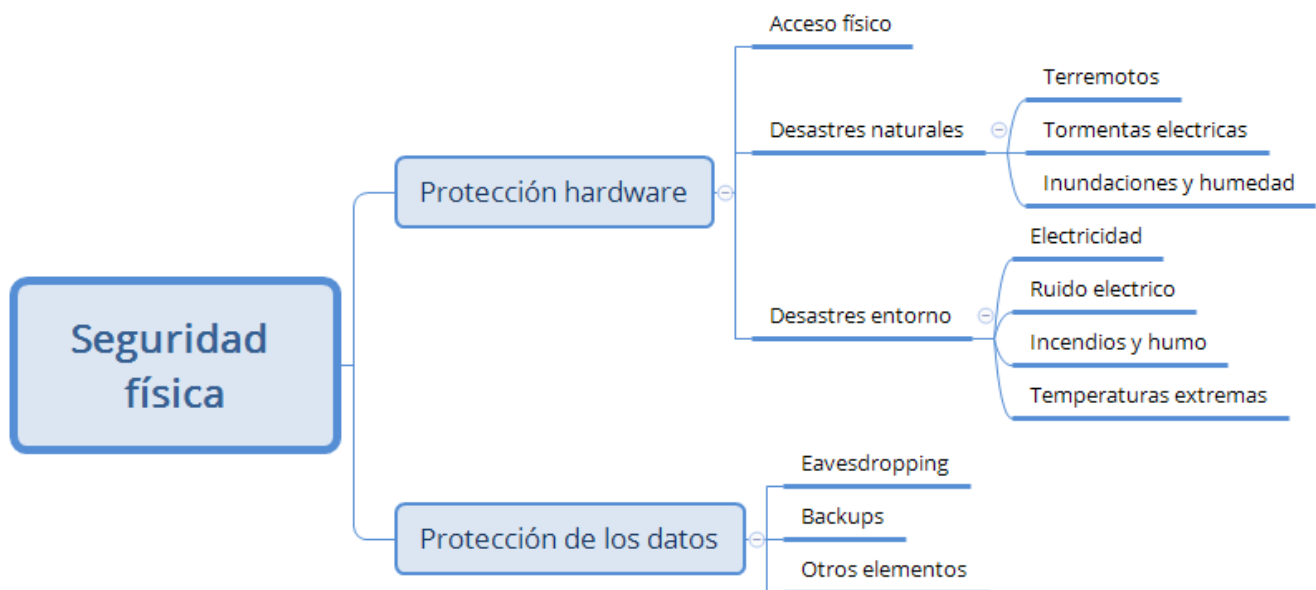 Seguridad
física
Protección hardware
Acceso físico
Desastres naturales
Terremotos
Tormentas electricas
Inundaciones y humedad
Desastres entorno
Electricidad
Ruido electrico
Incendios y humo
Temperaturas extremas
Protección de los datos
Eavesdropping
Backups
Otros elementos